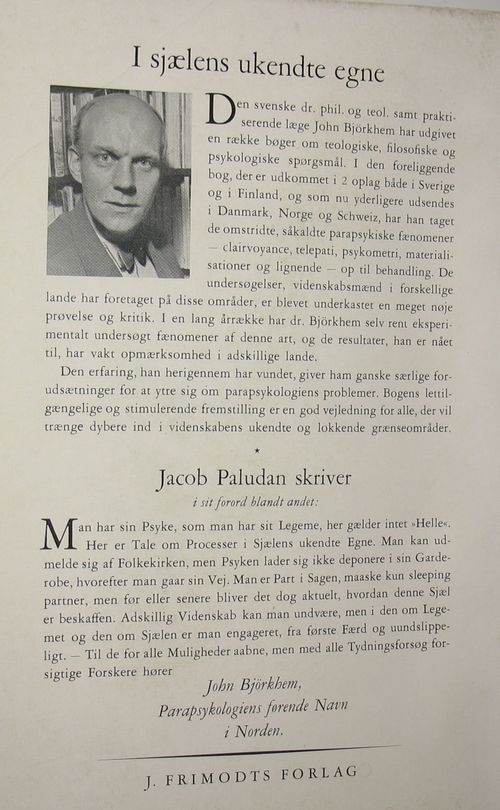 I sjælens ukendte egne
Den svenske dr. phil. og teol. samt prakti-
serende læge John Björkhem har udgivet
en række bøger om teologiske, filosofiske og
psykologiske spørgsmål. I den foreliggende
bog, der er udkommet i 2 oplag både i Sverige
og i Finland, og som nu yderligere udsendes
i Danmark, Norge og Schweiz, har han taget
de omstridte, såkaldte parapsykiske fænomener
— clairvoyance, telepati, psykometri, materiali-
sationer og lignende — op til behandling. De
undersøgelser, videnskabsmænd i forskellige
lande har foretaget på disse områder, er blevet underkastet en meget nøje
prøvelse og kritik. I en lang årrække har dr. Björkhem selv rent eksperi-
mentalt undersøgt fænomener af denne art, og de resultater, han er nået
til, har vakt opmærksomhed i adskillige lande.
Den erfaring, han herigennem har vundet, giver ham ganske særlige for-
udsætninger for at ytre sig om parapsykologiens problemer. Bogens lettil-
gængelige og stimulerende fremstilling er en god vejledning for alle, der vil
trænge dybere ind i videnskabens ukendte og lokkende grænseområder.
★
Jacob Paludan skriver
i sit forord blandt andet:
Man har sin Psyke, som man har sit Legeme, her gælder intet »Helle«.
Her er Tale om Processer i Sjælens ukendte Egne. Man kan ud-
melde sig af Folkekirken, men Psyken lader sig ikke deponere i sin Garde-
robe, hvorefter man gaar sin Vej. Man er Part i Sagen, maaske kun sleeping
partner, men før eller senere bliver det dog aktuelt, hvordan denne Sjæl
er beskaffen. Adskillig Videnskab kan man undvære, men i den om Lege-
met og den om Sjælen er man engageret, fra første Færd og uundslippe-
ligt. — Til de for alle Muligheder aabne, men med alle Tydningsforsøg for-
sigtige Forskere hører
John Björkhem,
Parapsykologiens førende Navn
i Norden.
J. FRIMODTS FORLAG